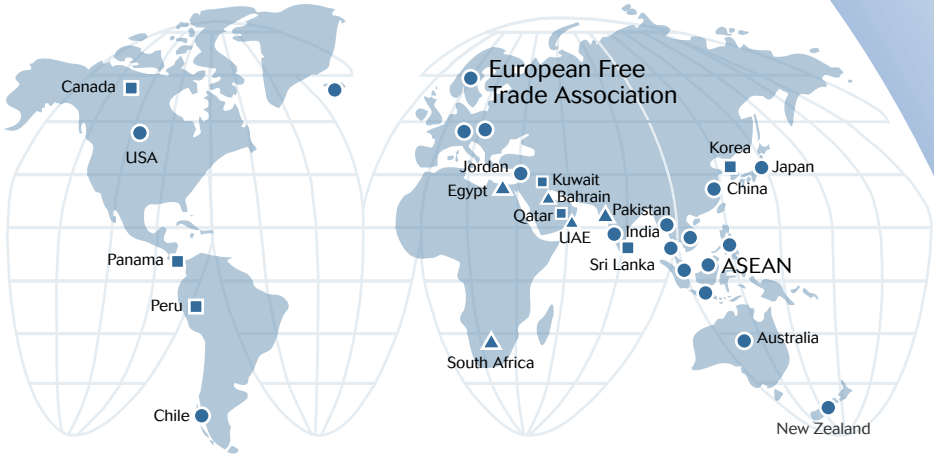 European Free
Trade Association
Canada
USA
Korea
Japan
Jordan
Kuwait
China
Egypt
Bahrain
Qatar
Pakistan
UAE
India
Panama
Sri Lanka
ASEAN
Peru
Australia
South Africa
Chile
New Zealand